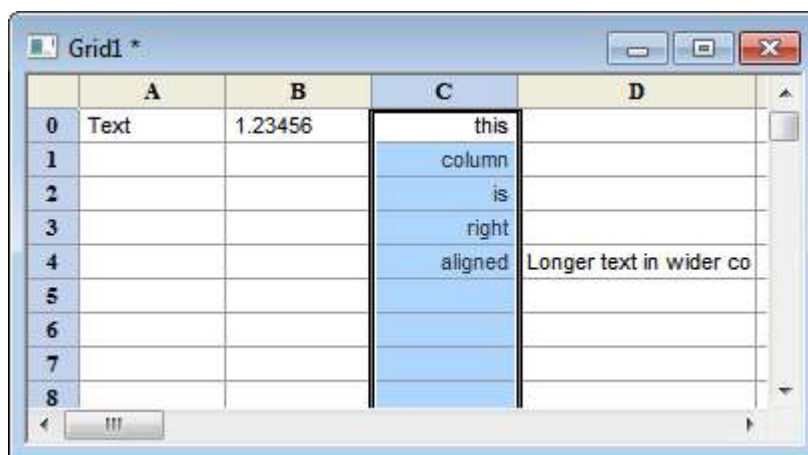 Grid1 *
A B C D
0 Text 1.23456 this
1 column
2 is
3 right
4 aligned Longer text in wider co
5
6
7
8